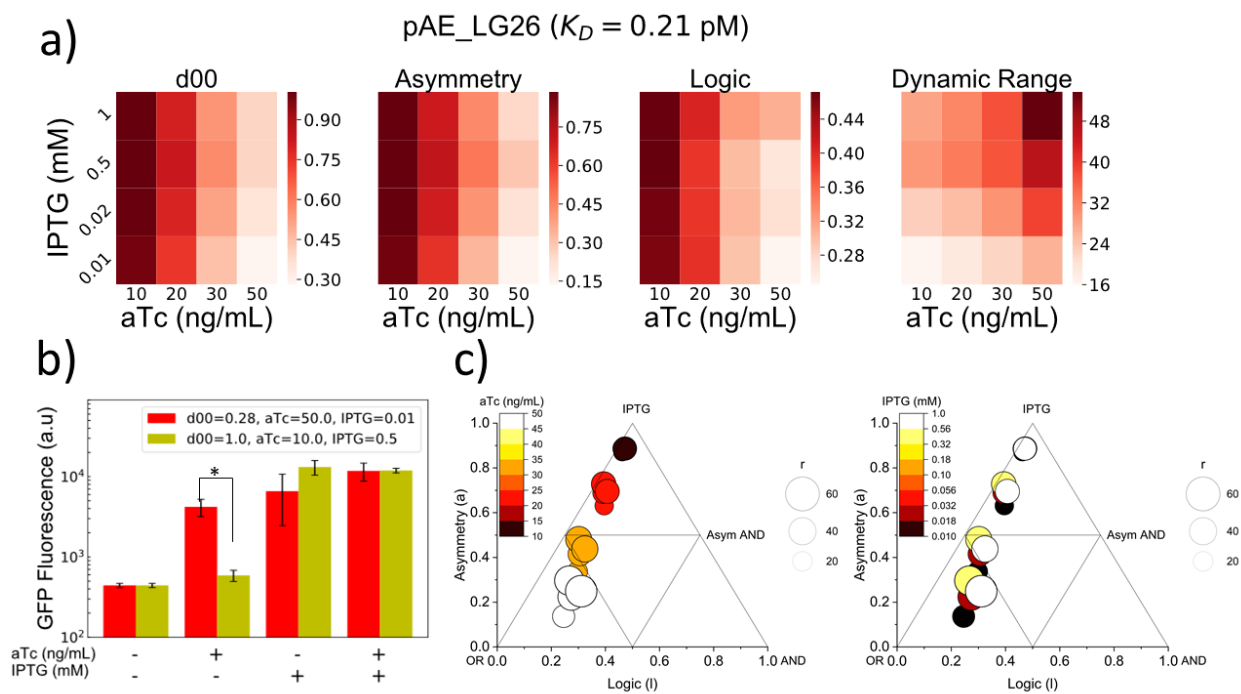 a)
pAE_LG26 (K_D = 0.21 pM)
d00
Asymmetry
Logic
Dynamic Range
IPTG (mM)
1
0.5
0.02
0.01
0.90
0.75
0.60
0.45
0.30
0.75
0.60
0.45
0.30
0.15
0.44
0.40
0.36
0.32
0.28
48
40
32
24
16
10 20 30 50
10 20 30 50
10 20 30 50
10 20 30 50
aTc (ng/mL)
aTc (ng/mL)
aTc (ng/mL)
aTc (ng/mL)
b)
GFP Fluorescence (a.u)
10^4
10^3
10^2
d00=0.28, aTc=50.0, IPTG=0.01
d00=1.0, aTc=10.0, IPTG=0.5
*
aTc (ng/mL) - + - +
IPTG (mM) - - + +
c)
aTc (ng/mL)
50
45
40
35
30
25
20
15
10
IPTG
r
60
40
20
Asym AND
Asymmetry (a)
1.0
0.8
0.6
0.4
0.2
0.0
OR 0.0 0.2 0.4 0.6 0.8 1.0 AND
Logic (l)
IPTG (mM)
1.0
0.56
0.32
0.18
0.10
0.056
0.032
0.018
0.010
IPTG
r
60
40
20
Asym AND
Asymmetry (a)
1.0
0.8
0.6
0.4
0.2
0.0
OR 0.0 0.2 0.4 0.6 0.8 1.0 AND
Logic (l)